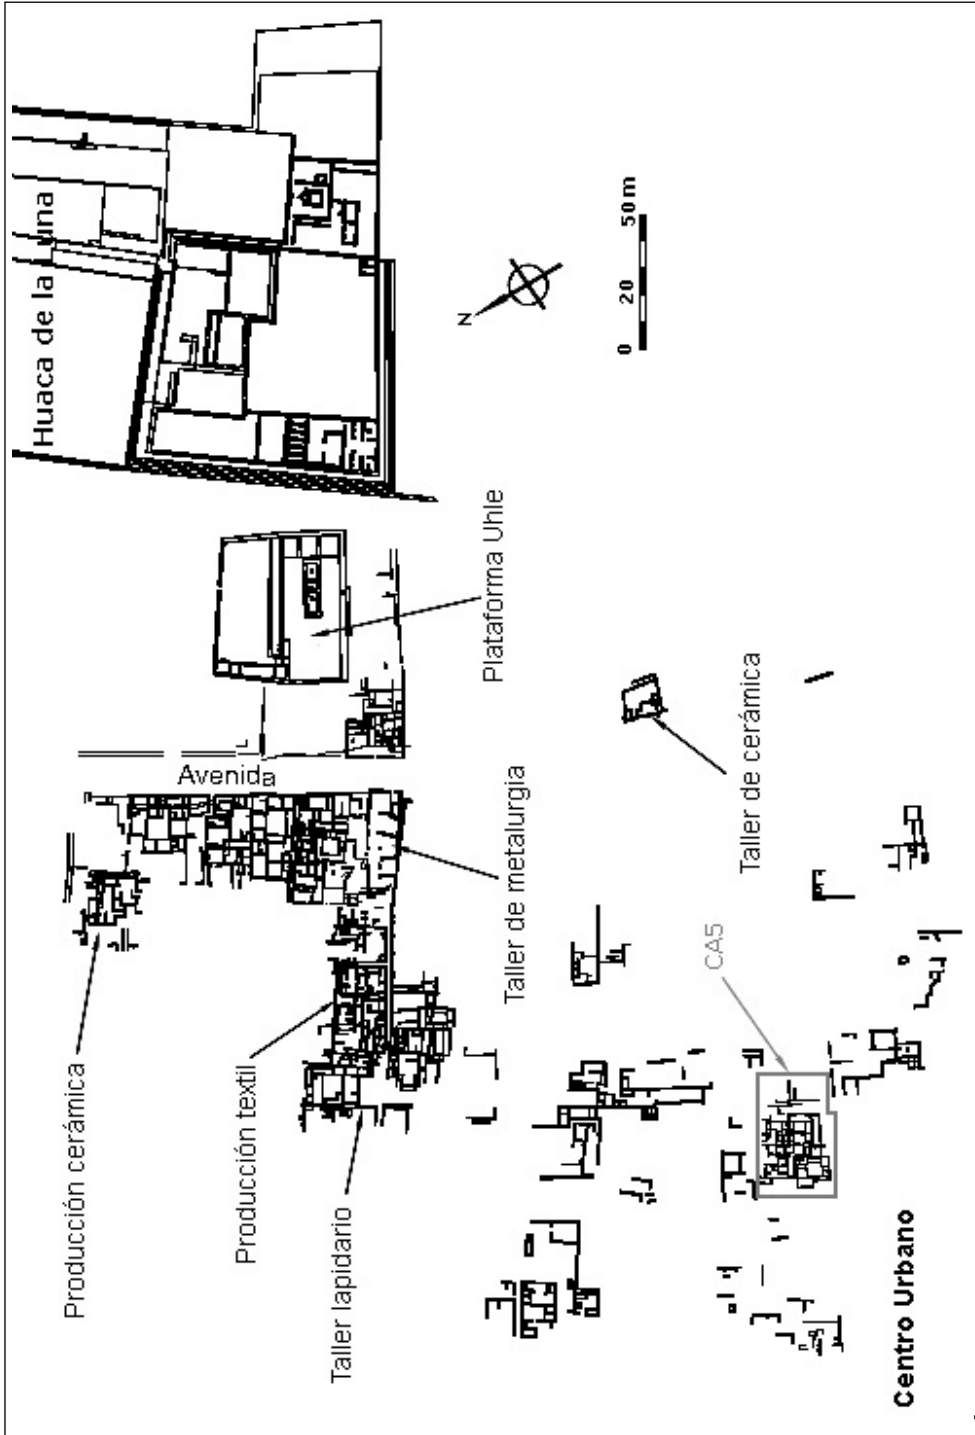 Huaca de la una
N
0 20 50 m
Plataforma Uhle
Avenida
Taller de metalurgia
Taller de cerámica
CA5
Producción cerámica
Producción textil
Taller lapidario
Centro Urbano